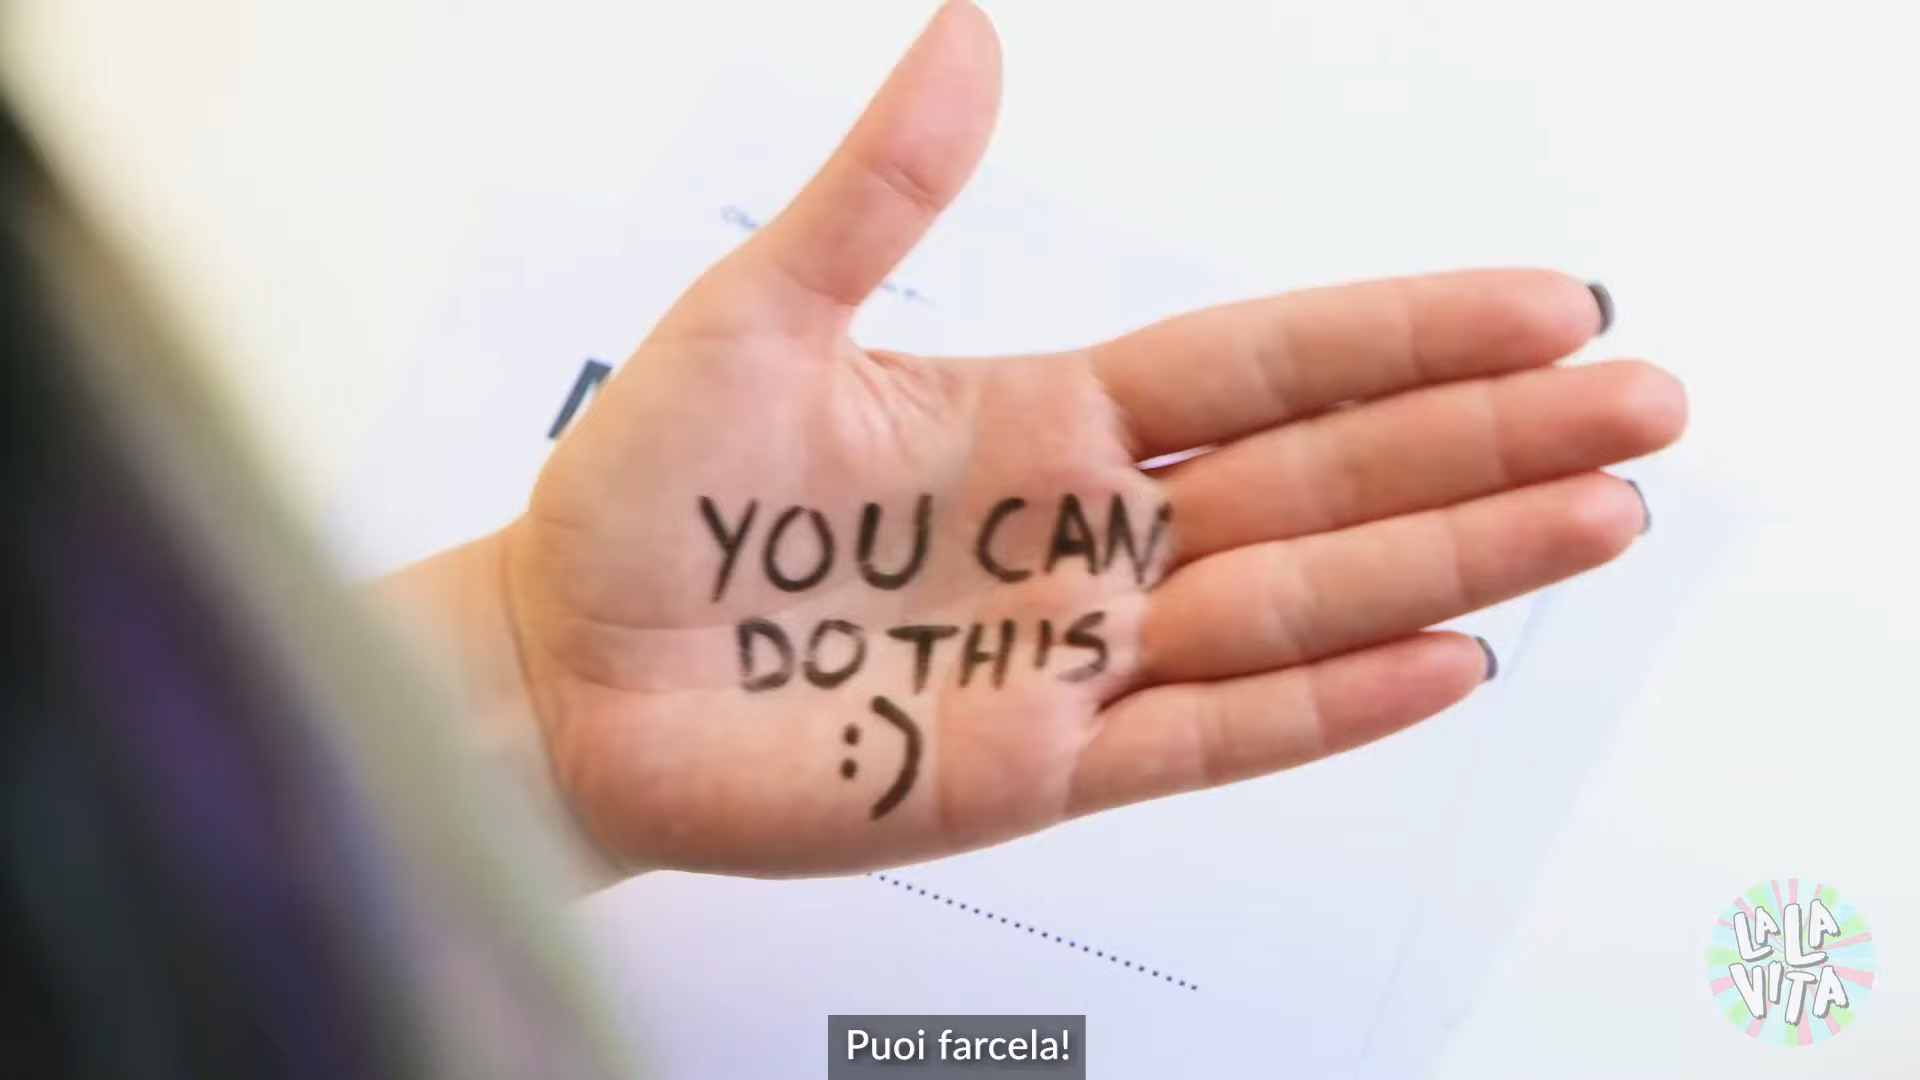 YOU CAN
DO THIS
:)
LA LA
VITA
Puoi farcela!